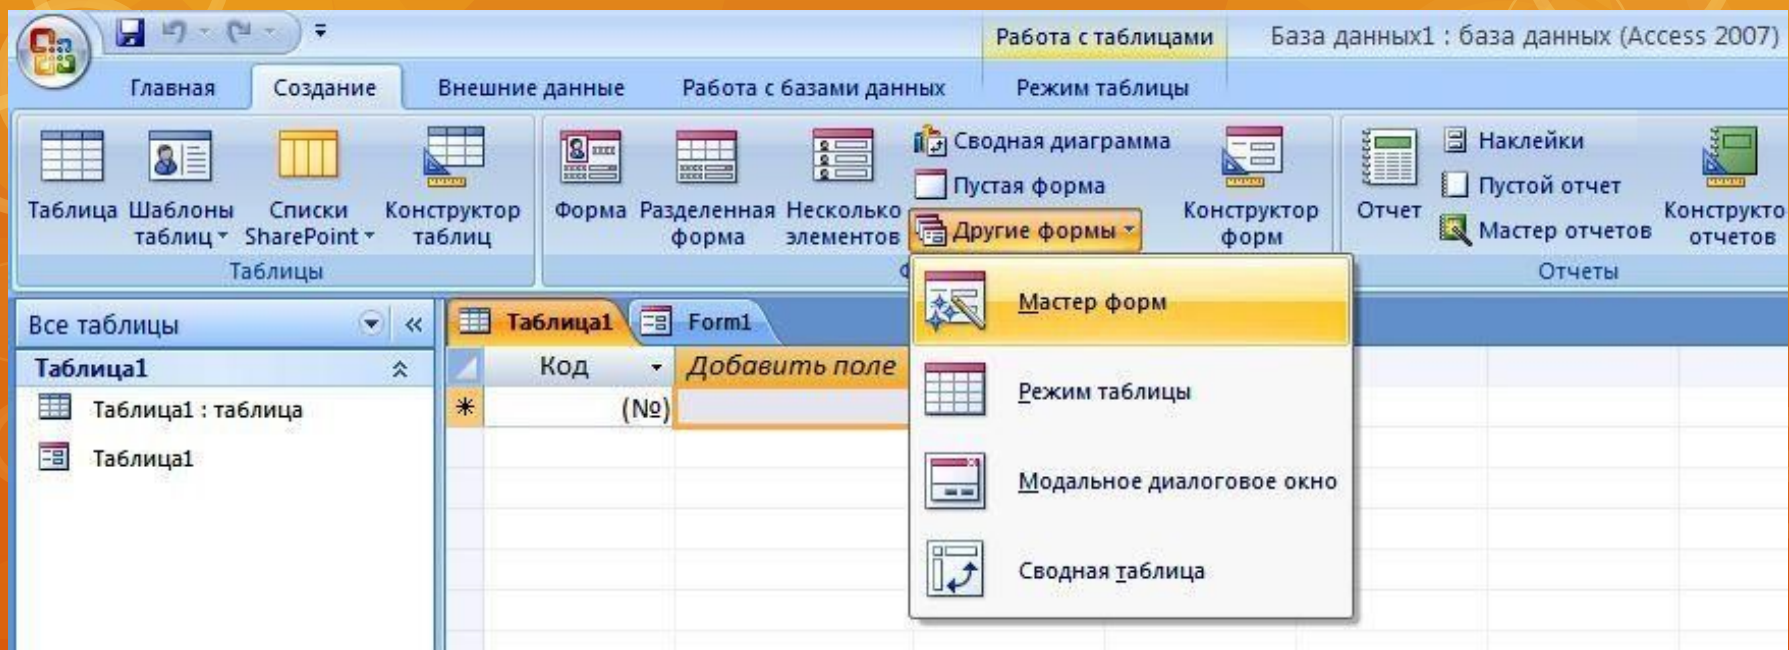 Работа с таблицами
База данных1 : база данных (Access 2007)
Главная
Создание
Внешние данные
Работа с базами данных
Режим таблицы
Таблица
Шаблоны
таблиц
Списки
SharePoint
Конструктор
таблиц
Таблицы
Форма
Разделенная
форма
Несколько
элементов
Сводная диаграмма
Пустая форма
Другие формы
Конструктор
форм
Отчет
Наклейки
Пустой отчет
Мастер отчетов
Конструкто
отчетов
Отчеты
Мастер форм
Режим таблицы
Модальное диалоговое окно
Сводная таблица
Все таблицы
Таблица1
Таблица1 : таблица
Таблица1
Таблица1
Form1
Код
Добавить поле
(№)